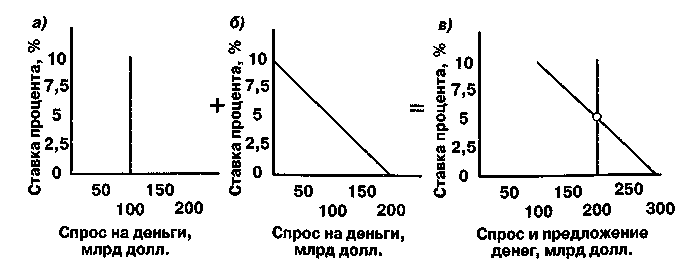 а)
Ставка процента, %
10
7,5
5
2,5
0
50 150
100 200
Спрос на деньги,
млрд долл.
+
б)
Ставка процента, %
10
7,5
5
2,5
0
50 150
100 200
Спрос на деньги,
млрд долл.
=
в)
Ставка процента, %
10
7,5
5
2,5
0
50 150 250
100 200 300
Спрос и предложение
денег, млрд долл.